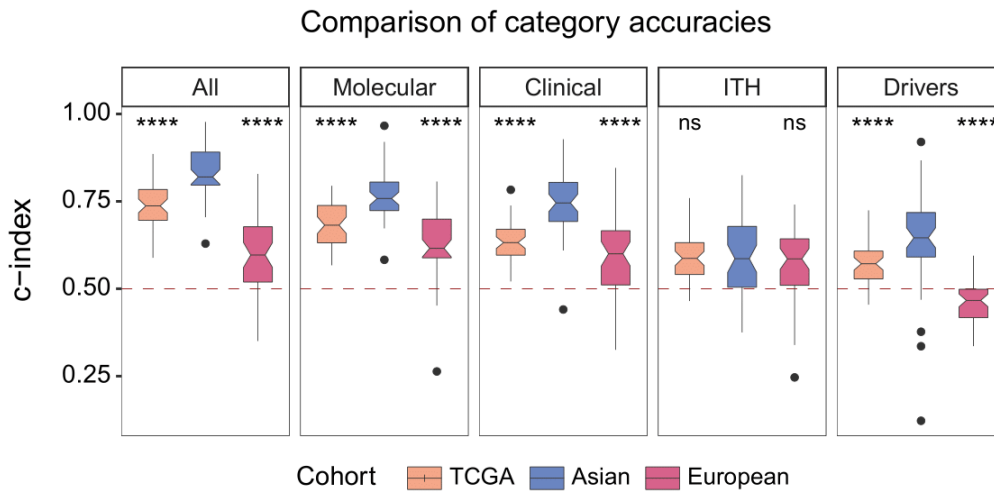 Comparison of category accuracies
All Molecular Clinical ITH Drivers
1.00
**** **** **** **** **** **** ns ns **** ****
0.75
0.50
0.25
c-index
Cohort TCGA Asian European